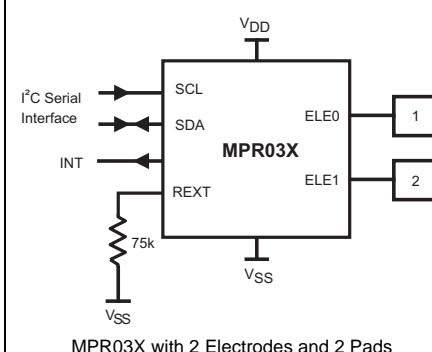 VDD
I²C Serial
Interface
SCL
SDA
INT
REXT
MPR03X
ELE0
1
ELE1
2
75k
VSS
VSS
MPR03X with 2 Electrodes and 2 Pads